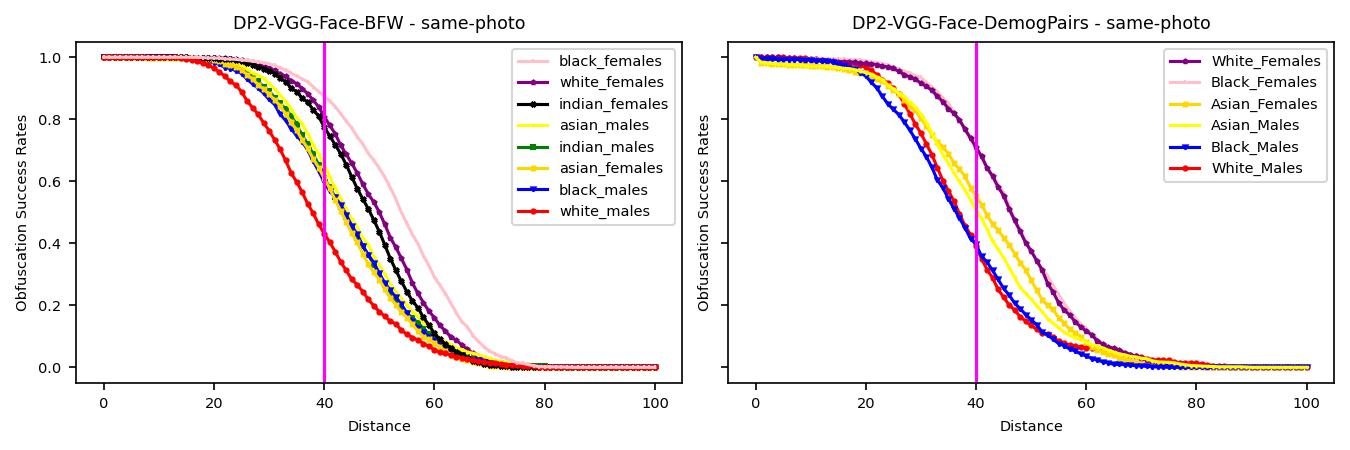 DP2-VGG-Face-BFW - same-photo
Obfuscation Success Rates
1.0
0.8
0.6
0.4
0.2
0.0
black_females
white_females
indian_females
asian_males
indian_males
asian_females
black_males
white_males
0
20
40
60
80
100
Distance
DP2-VGG-Face-DemogPairs - same-photo
Obfuscation Success Rates
White_Females
Black_Females
Asian_Females
Asian_Males
Black_Males
White_Males
0
20
40
60
80
100
Distance